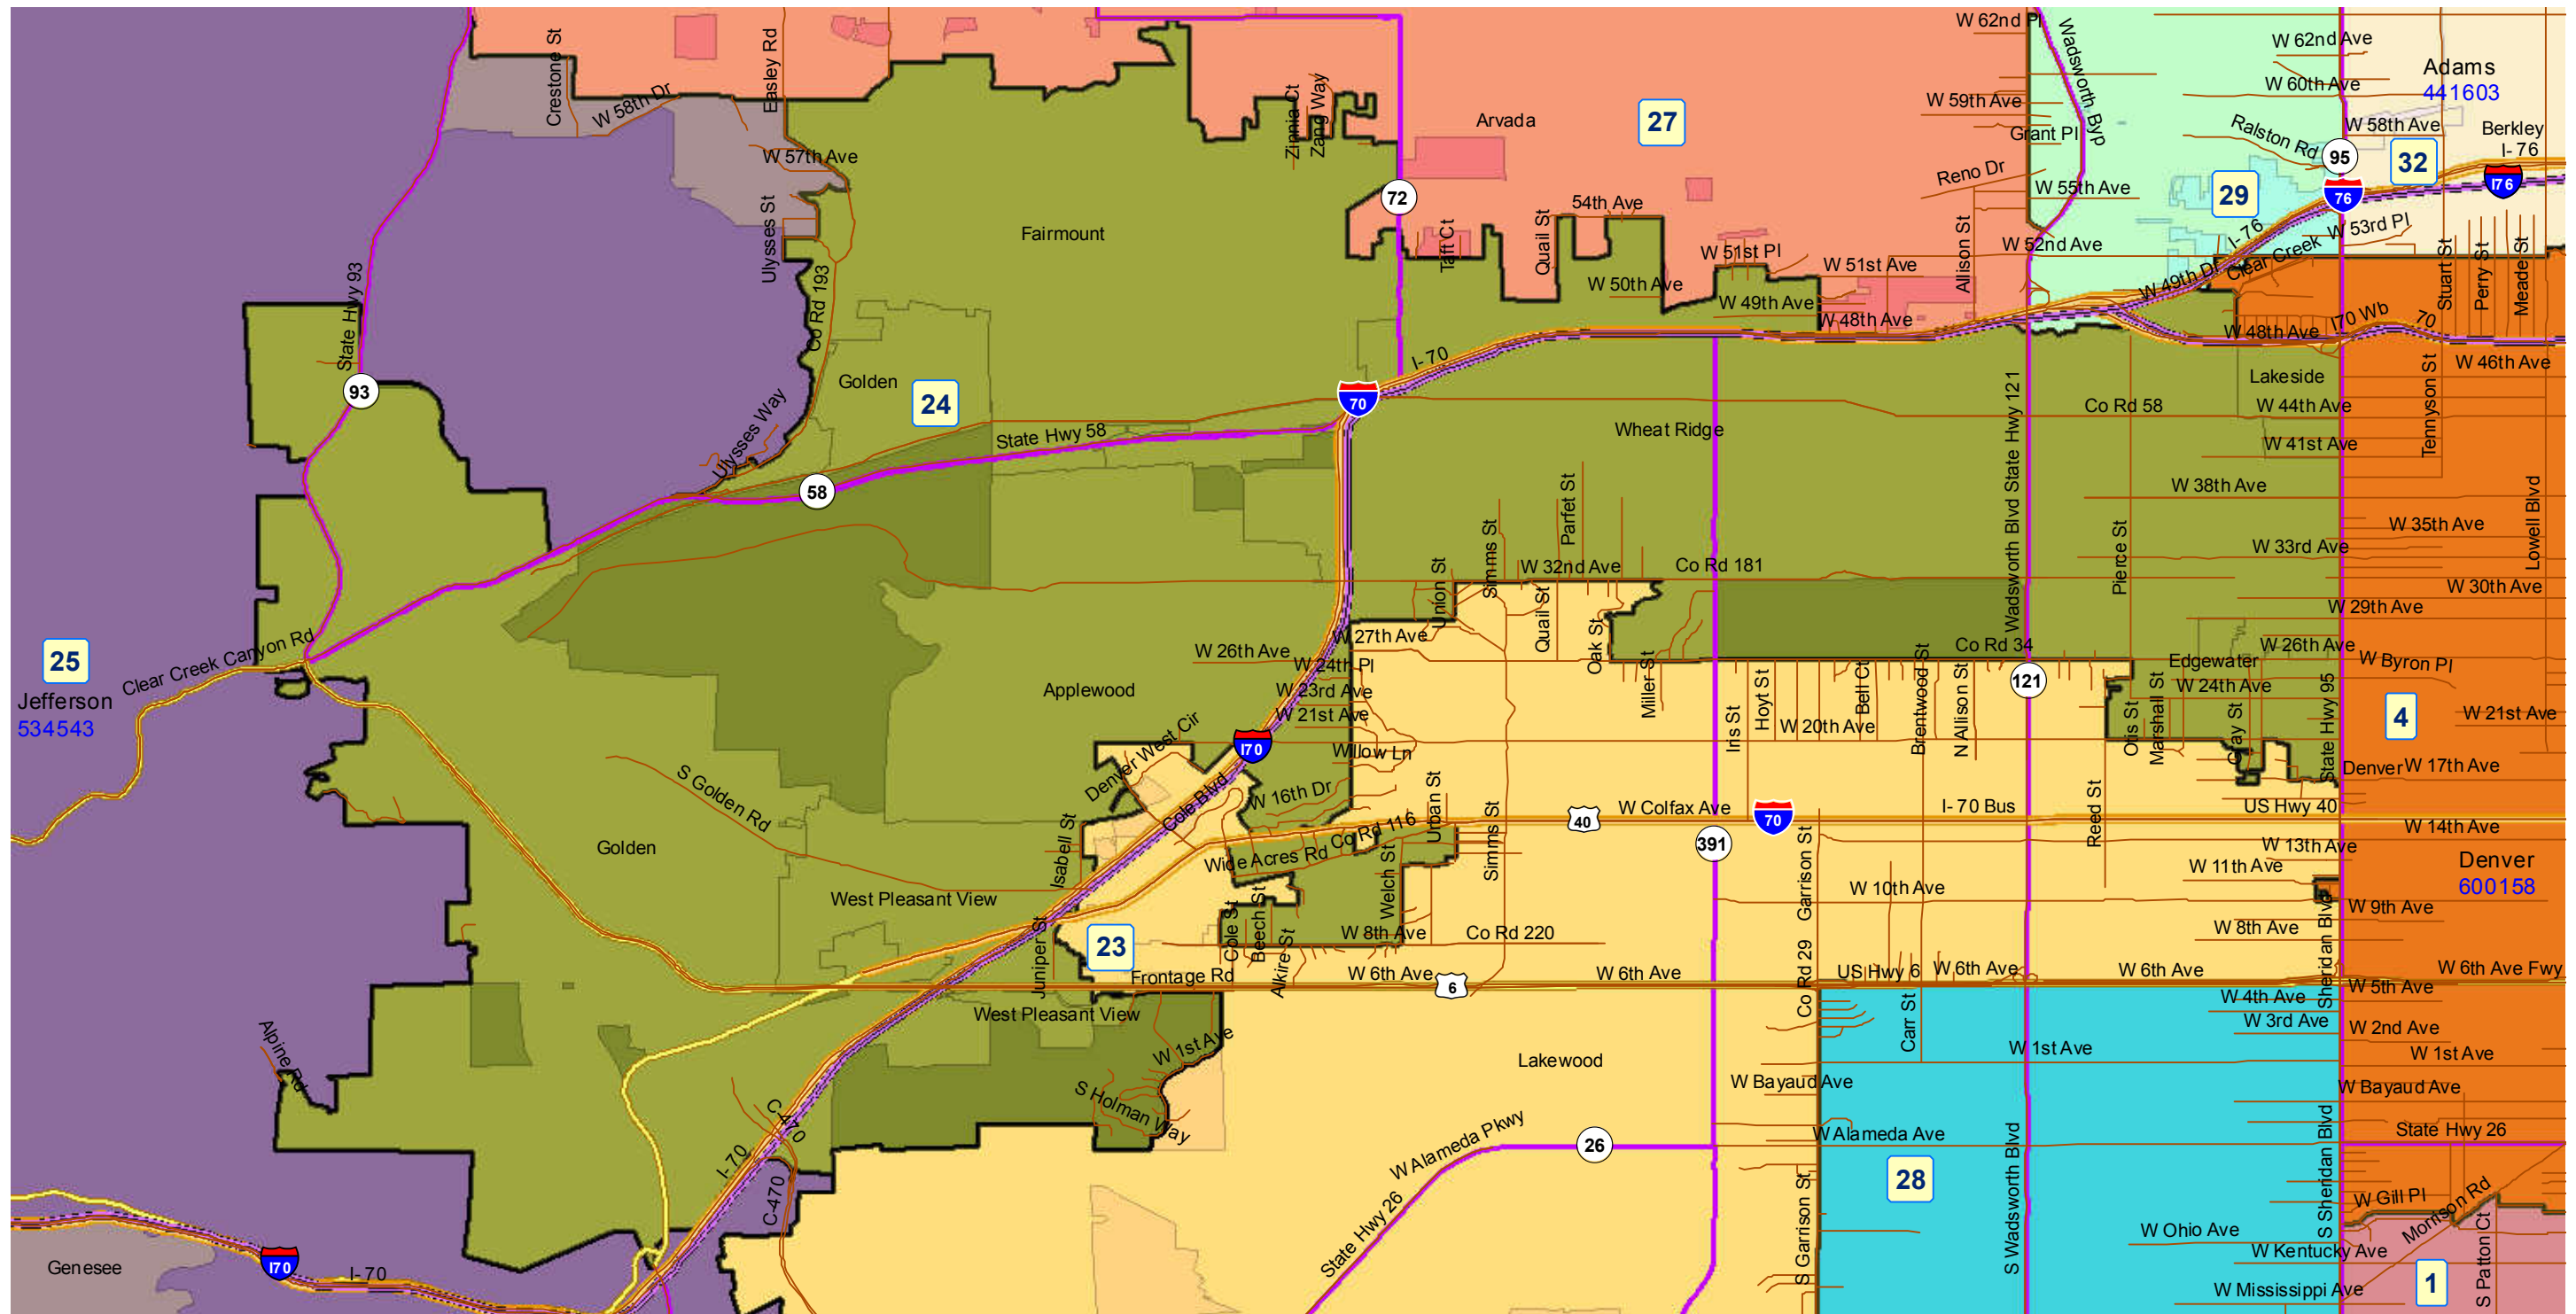 W 62nd Pl
Wadsworth Byp
W 62nd Ave
Adams
441603
Crestone St
Easley Rd
W 58th Dr
W 60th Ave
W 59th Ave
Zinnia Ct
Zang Way
Arvada
27
Grant Pl
Ralston Rd
W 58th Ave
Berkley
I-76
95
32
W 57th Ave
Reno Dr
W 55th Ave
29
76
I76
72
54th Ave
Ulysses St
Fairmount
Taft Ct
Quail St
Allison St
W 52nd Ave
I-76
W 53rd Pl
Clear Creek
W 51st Pl
W 51st Ave
W 50th Ave
W 49th Ave
W 49th Dr
Stuart St
Perry St
Meade St
State Hwy 93
Co Rd 193
W 48th Ave
W 48th Ave
I70 Wb
70
I-70
W 46th Ave
93
Golden
24
70
Lakeside
Tennyson St
Wadsworth Blvd State Hwy 121
Co Rd 58
W 44th Ave
Ulysses Way
State Hwy 58
Wheat Ridge
W 41st Ave
58
W 38th Ave
Simms St
Parfet St
Pierce St
W 35th Ave
Lowell Blvd
W 33rd Ave
W 32nd Ave
Co Rd 181
Union St
Quail St
W 30th Ave
W 29th Ave
Oak St
25
Jefferson
534543
Clear Creek Canyon Rd
W 27th Ave
W 26th Ave
W 24th Pl
Co Rd 34
W 26th Ave
Edgewater
W Byron Pl
Applewood
W 23rd Ave
W 21st Ave
Miller St
Iris St
Hoyt St
Bell Ct
Brentwood St
N Allison St
121
W 24th Ave
Otis St
Marshall St
Gray St
State Hwy 95
4
W 21st Ave
W 20th Ave
I70
Willow Ln
Denver West Cir
Denver
W 17th Ave
S Golden Rd
Cole Blvd
W 16th Dr
Urban St
Simms St
40
W Colfax Ave
70
I-70 Bus
US Hwy 40
Reed St
W 14th Ave
Isabell St
Golden
Wide Acres Rd
Co Rd 116
Welch St
391
Garrison St
W 13th Ave
W 11th Ave
Denver
600158
W 10th Ave
West Pleasant View
W 9th Ave
Cole St
Beech St
Alkire St
23
W 8th Ave
Co Rd 220
W 8th Ave
Juniper St
Frontage Rd
W 6th Ave
6
W 6th Ave
Co Rd 29
US Hwy 6
W 6th Ave
W 6th Ave
Sheridan Blvd
W 6th Ave Fwy
W 5th Ave
W 4th Ave
West Pleasant View
Carr St
W 3rd Ave
W 2nd Ave
Alpine Rd
W 1st Ave
Lakewood
W 1st Ave
W 1st Ave
W Bayaud Ave
W Bayaud Ave
S Holman Way
C-470
W Alameda Pkwy
26
W Alameda Ave
State Hwy 26
I-70
C-470
State Hwy 26
S Garrison St
28
S Wadsworth Blvd
S Sheridan Blvd
W Gill Pl
Morrison Rd
S Patton Ct
W Ohio Ave
W Kentucky Ave
Genesee
I70
I-70
W Mississippi Ave
1